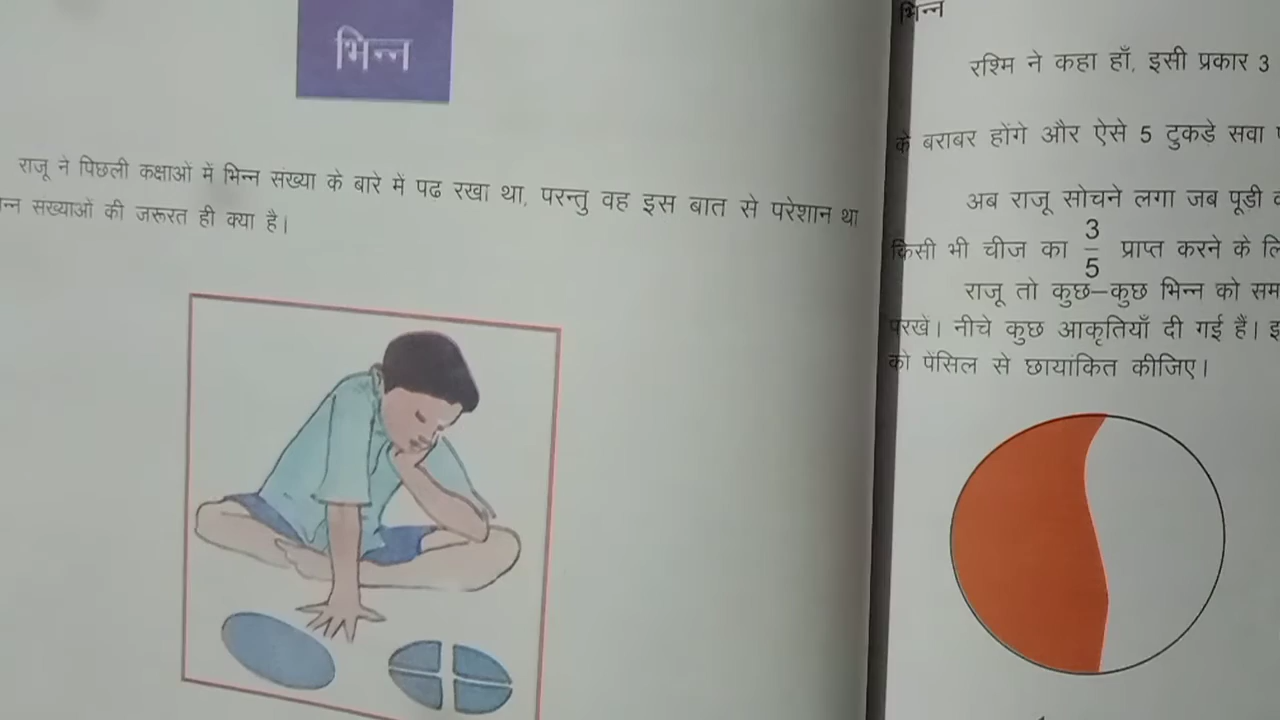 भिन्न
राजू ने पिछली कक्षाओं में भिन्न संख्या के बारे में पढ रखा था, परन्तु वह इस बात से परेशान था
संख्याओं की जरूरत ही क्या है।
भिन्न
रश्मि ने कहा हाँ, इसी प्रकार 3
के बराबर होंगे और ऐसे 5 टुकडे सवा
अब राजू सोचने लगा जब पूडी
किसी भी चीज का 3/5 प्राप्त करने के
राजू तो कुछ–कुछ भिन्न को
परखें। नीचे कुछ आकृतियाँ दी गई हैं।
को पेंसिल से छायांकित कीजिए।